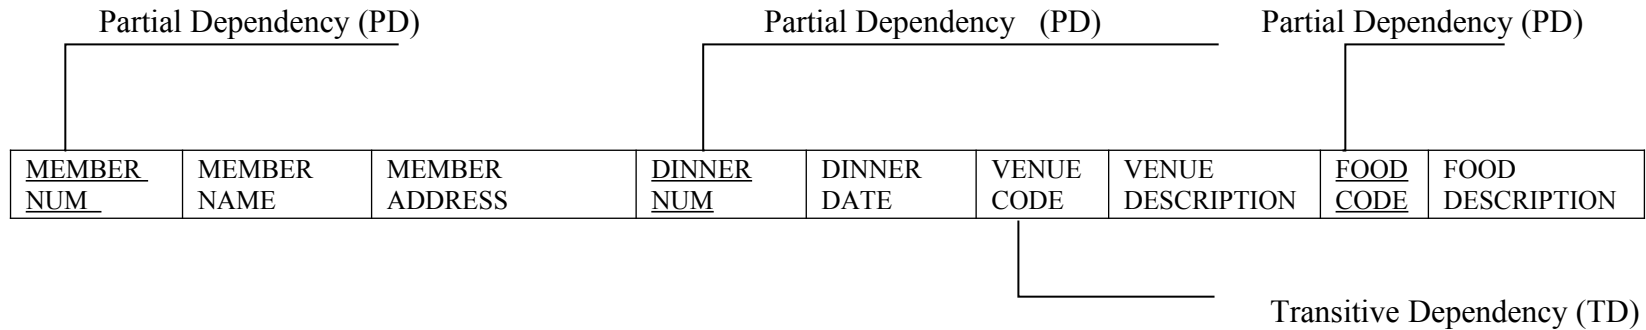 Partial Dependency (PD) Partial Dependency (PD) Partial Dependency (PD)
MEMBER NUM
MEMBER NAME
MEMBER ADDRESS
DINNER NUM
DINNER DATE
VENUE CODE
VENUE DESCRIPTION
FOOD CODE
FOOD DESCRIPTION
Transitive Dependency (TD)